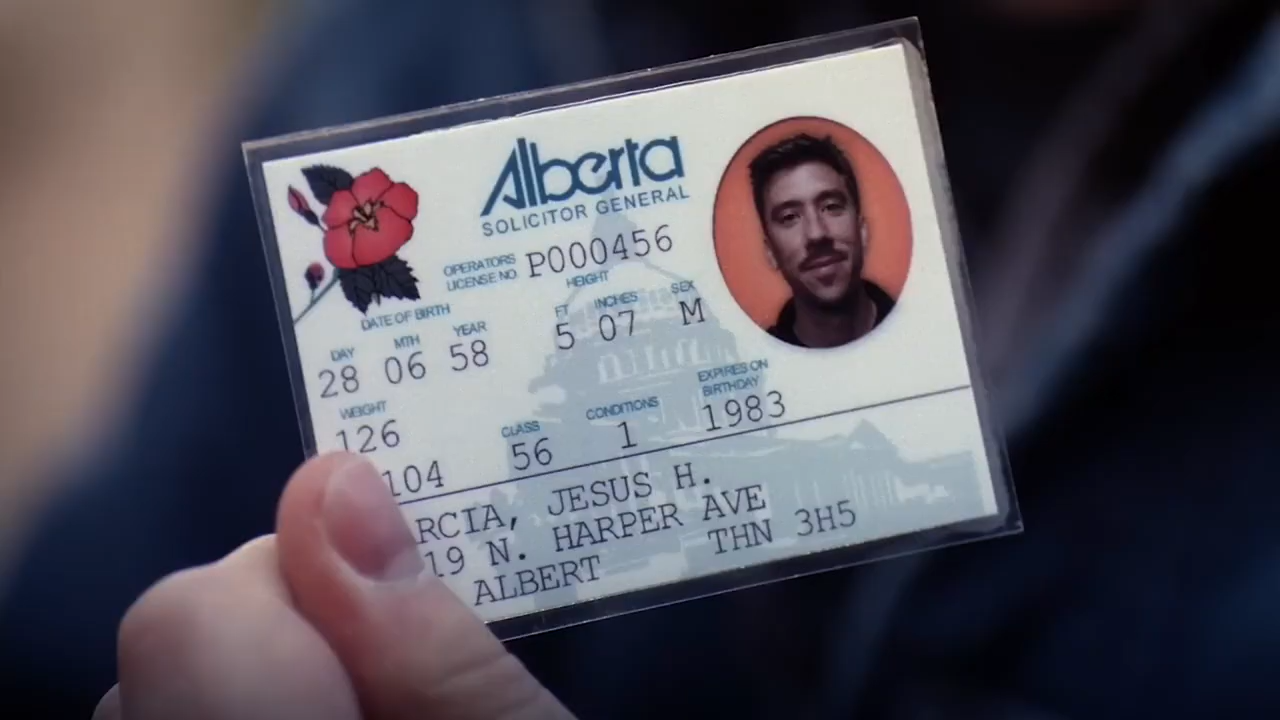 Alberta
SOLICITOR GENERAL
OPERATORS LICENSE NO. P000456
DATE OF BIRTH
HEIGHT
DAY MTH YEAR FT INCHES SEX
28 06 58 5 07 M
WEIGHT
126
CLASS CONDITIONS EXPIRES ON BIRTHDAY
104 56 1 1983
RCIA, JESUS H.
19 N. HARPER AVE
ALBERT THN 3H5